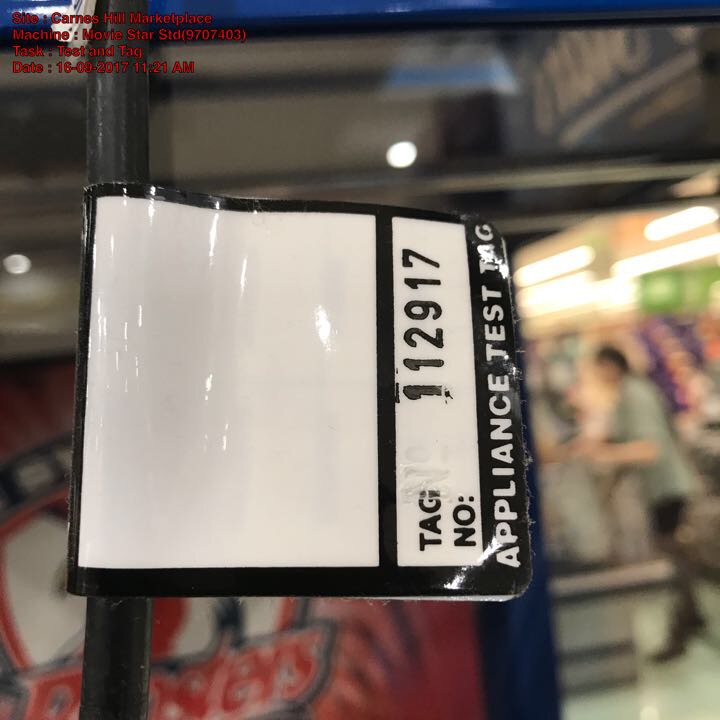 Site : Carnes Hill Marketplace
Machine : Movie Star Std(9707403)
Task : Test and Tag
Date : 16-09-2017 11:21 AM
APPLIANCE TEST TAG
TAG
NO:
Nº 112917